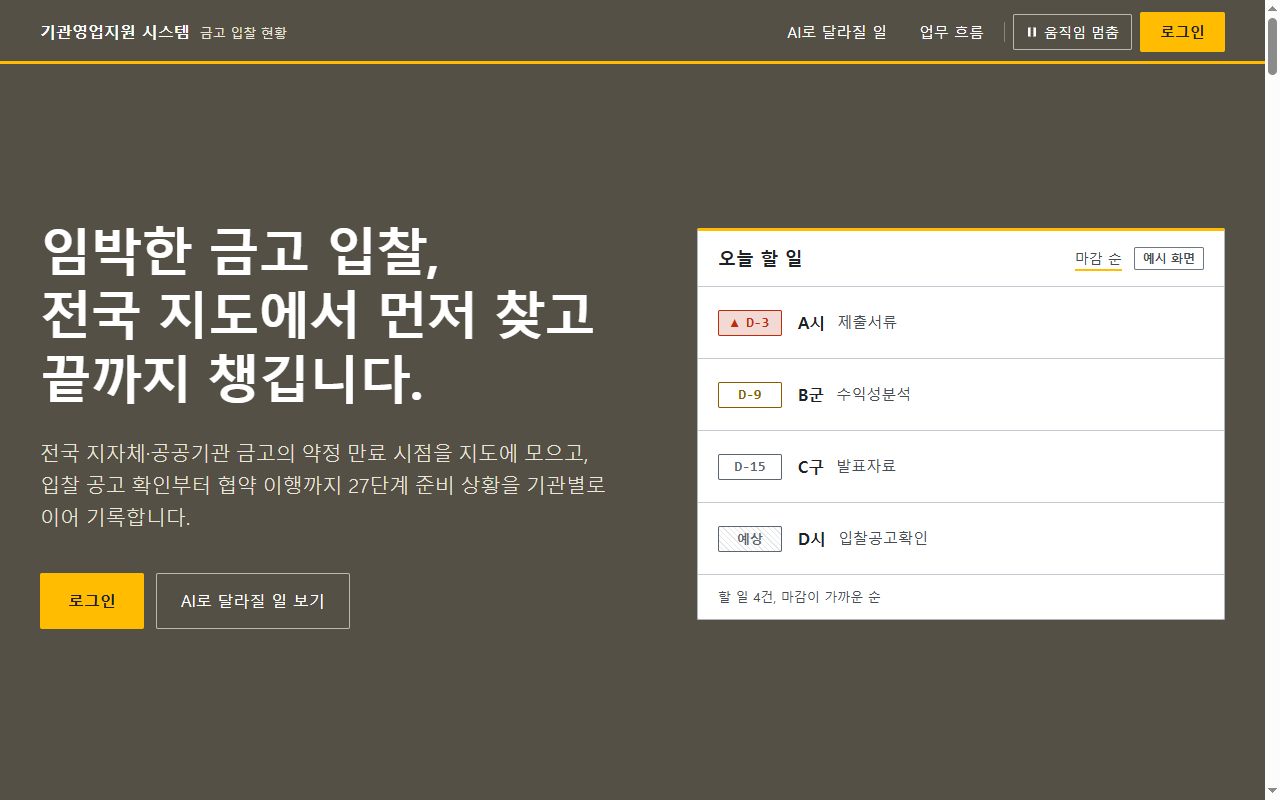 기관영업지원 시스템 금고 입찰 현황
AI로 달라질 일
업무 흐름
움직임 멈춤
로그인
임박한 금고 입찰,
전국 지도에서 먼저 찾고
끝까지 챙깁니다.
전국 지자체·공공기관 금고의 약정 만료 시점을 지도에 모으고,
입찰 공고 확인부터 협약 이행까지 27단계 준비 상황을 기관별로
이어 기록합니다.
로그인
AI로 달라질 일 보기
오늘 할 일
마감 순
예시 화면
▲ D-3 A시 제출서류
D-9 B군 수익성분석
D-15 C구 발표자료
예상 D시 입찰공고확인
할 일 4건, 마감이 가까운 순